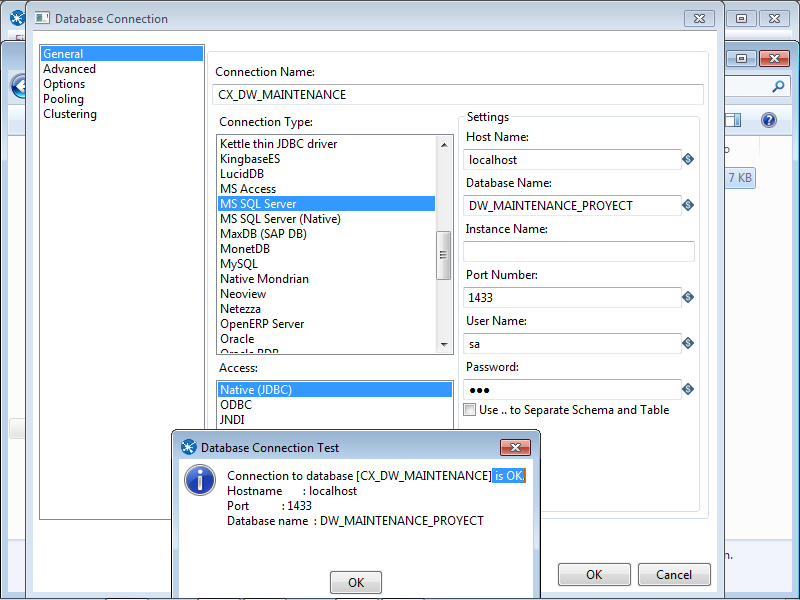 Database Connection
General
Advanced
Options
Pooling
Clustering
Connection Name:
CX_DW_MAINTENANCE
Connection Type:
Kettle thin JDBC driver
KingbaseES
LucidDB
MS Access
MS SQL Server
MS SQL Server (Native)
MaxDB (SAP DB)
MonetDB
MySQL
Native Mondrian
Neoview
Netezza
OpenERP Server
Oracle
Oracle RDB
Access:
Native (JDBC)
ODBC
JNDI
Settings
Host Name:
localhost
Database Name:
DW_MAINTENANCE_PROYECT
Instance Name:
Port Number:
1433
User Name:
sa
Password:
●●●
Use .. to Separate Schema and Table
7 KB
Database Connection Test
Connection to database [CX_DW_MAINTENANCE] is OK.
Hostname : localhost
Port : 1433
Database name : DW_MAINTENANCE_PROYECT
OK
OK
Cancel